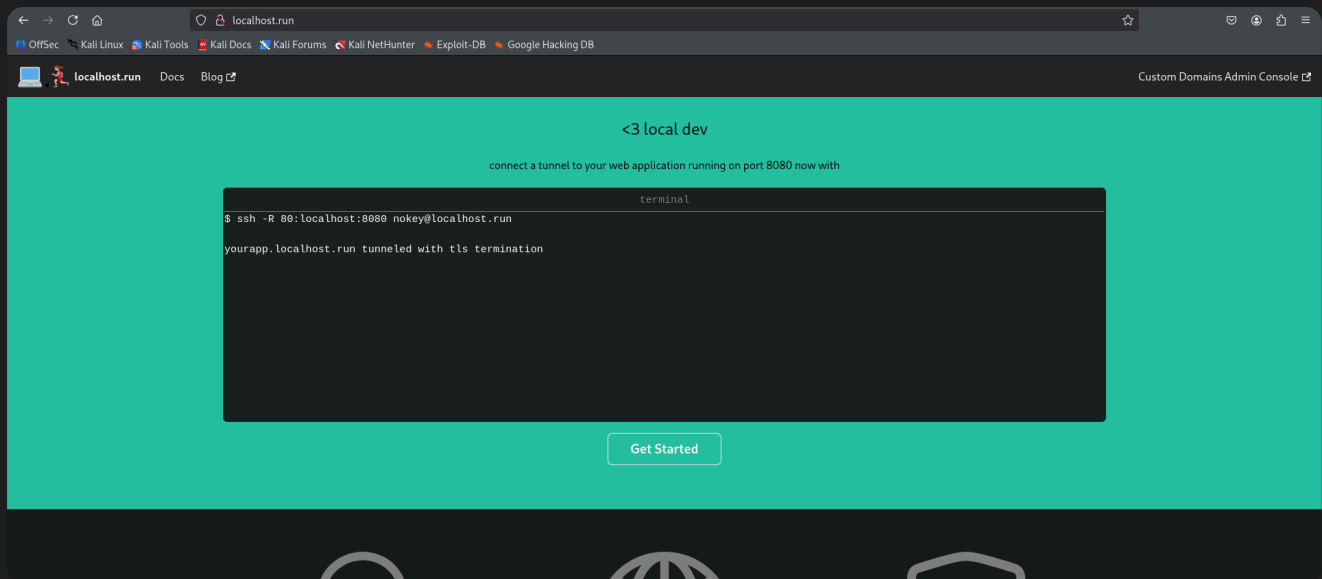 localhost.run
OffSec Kali Linux Kali Tools Kali Docs Kali Forums Kali NetHunter Exploit-DB Google Hacking DB
localhost.run Docs Blog Custom Domains Admin Console
<3 local dev
connect a tunnel to your web application running on port 8080 now with
terminal
$ ssh -R 80:localhost:8080 nokey@localhost.run
yourapp.localhost.run tunneled with tls termination
Get Started